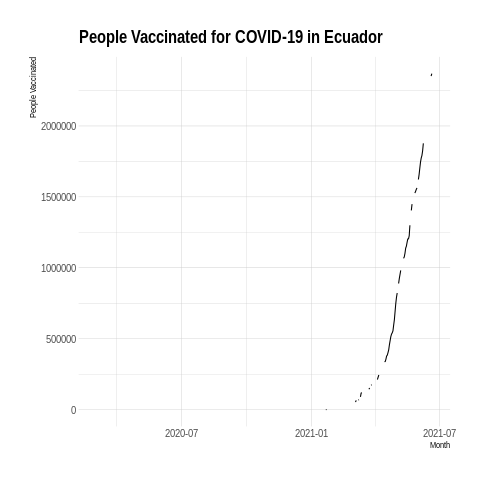 People Vaccinated for COVID-19 in Ecuador
People Vaccinated
2000000
1500000
1000000
500000
0
2020-07
2021-01
2021-07
Month